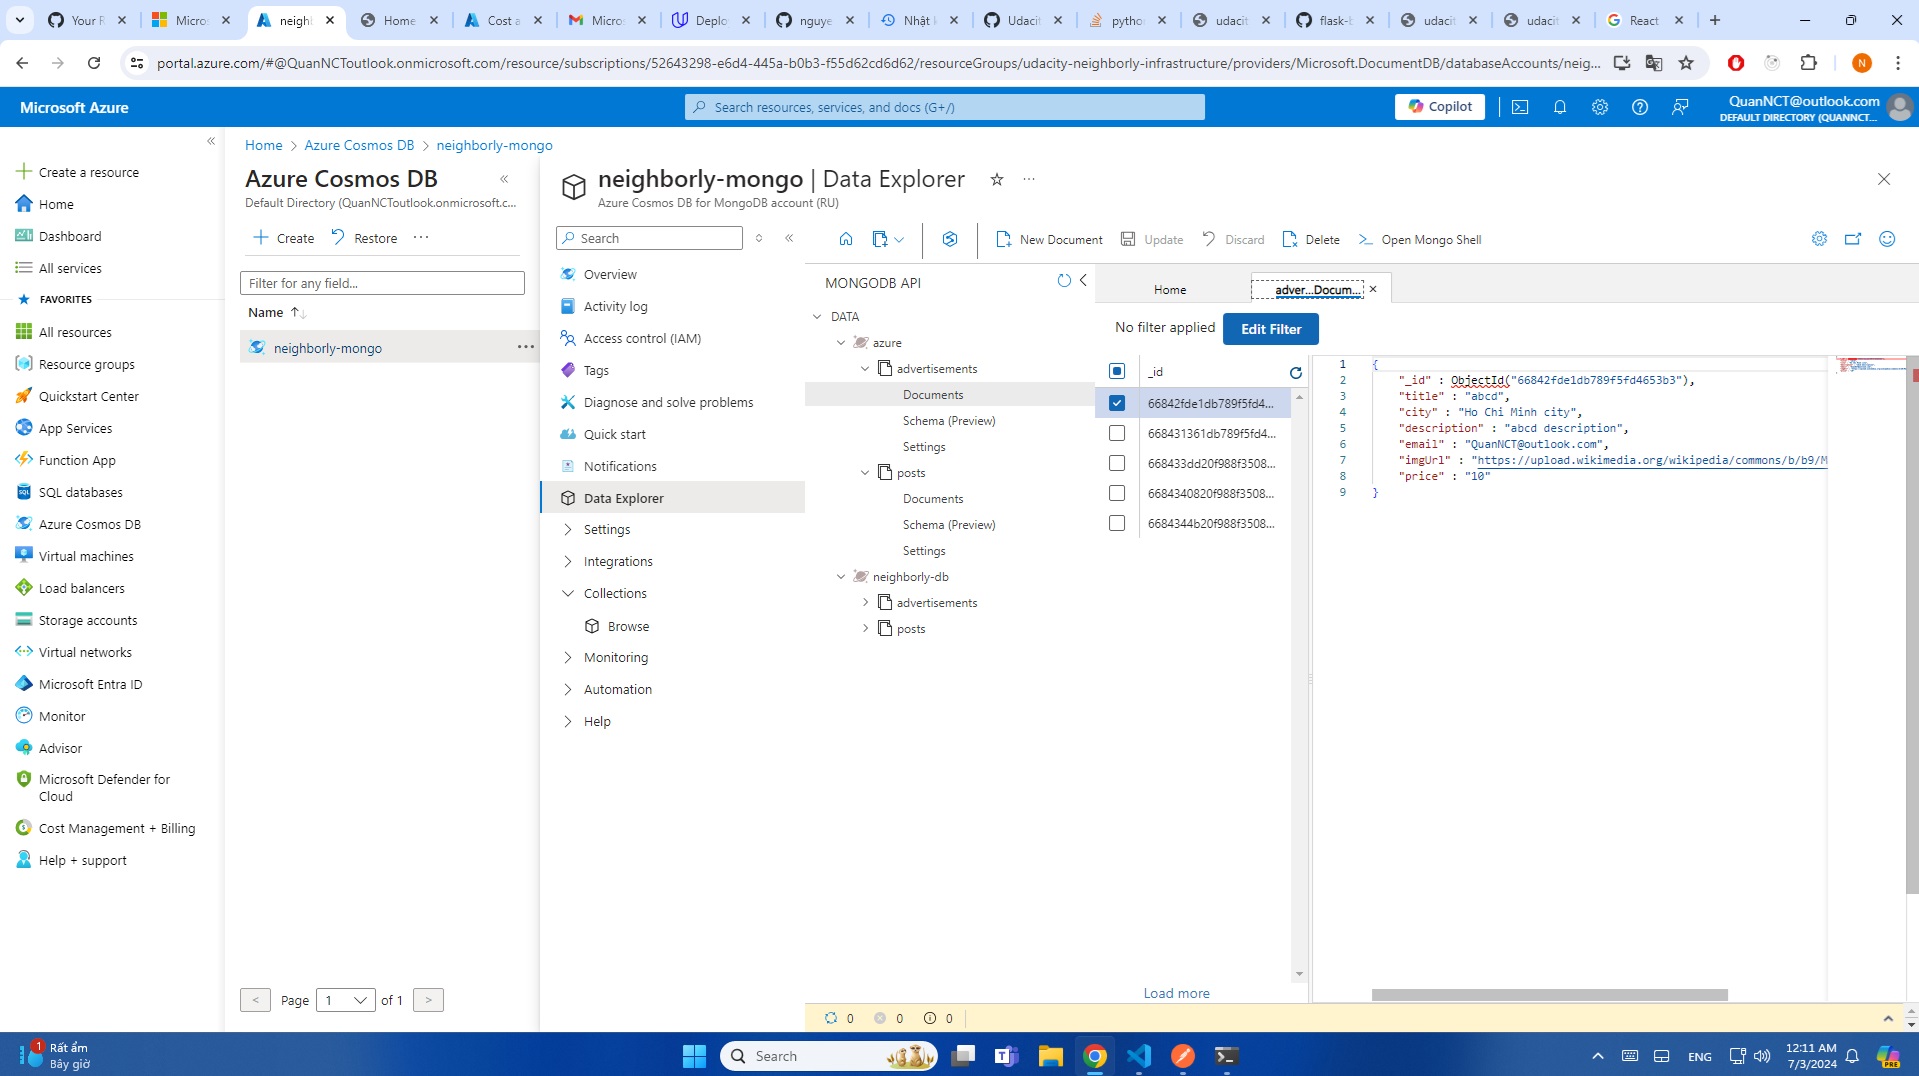 Your R
Micros
neighb
Home
Cost a
Micros
Deploy
nguye
Nhật k
Udacit
pytho
udacit
flask-b
udacit
udacit
React
portal.azure.com/#@QuanNCToutlook.onmicrosoft.com/resource/subscriptions/52643298-e6d4-445a-b0b3-f55d62cd6d62/resourceGroups/udacity-neighborly-infrastructure/providers/Microsoft.DocumentDB/databaseAccounts/neig...
N
Microsoft Azure
Search resources, services, and docs (G+/)
Copilot
QuanNCT@outlook.com
DEFAULT DIRECTORY (QUANNCT...
Create a resource
Home
Dashboard
All services
FAVORITES
All resources
Resource groups
Quickstart Center
App Services
Function App
SQL databases
Azure Cosmos DB
Virtual machines
Load balancers
Storage accounts
Virtual networks
Microsoft Entra ID
Monitor
Advisor
Microsoft Defender for
Cloud
Cost Management + Billing
Help + support
Home > Azure Cosmos DB > neighborly-mongo
Azure Cosmos DB
Default Directory (QuanNCToutlook.onmicrosoft.c...
Create
Restore
Filter for any field...
Name
neighborly-mongo
Page 1 of 1
neighborly-mongo | Data Explorer
Azure Cosmos DB for MongoDB account (RU)
Search
Overview
Activity log
Access control (IAM)
Tags
Diagnose and solve problems
Quick start
Notifications
Data Explorer
Settings
Integrations
Collections
Browse
Monitoring
Automation
Help
New Document
Update
Discard
Delete
Open Mongo Shell
MONGODB API
DATA
azure
advertisements
Documents
Schema (Preview)
Settings
posts
Documents
Schema (Preview)
Settings
neighborly-db
advertisements
posts
Home
adver...Docum...
No filter applied
Edit Filter
_id
66842fde1db789f5fd4...
668431361db789f5fd4...
668433dd20f988f3508...
6684340820f988f3508...
6684344b20f988f3508...
Load more
1 {
2 "_id" : ObjectId("66842fde1db789f5fd4653b3"),
3 "title" : "abcd",
4 "city" : "Ho Chi Minh city",
5 "description" : "abcd description",
6 "email" : "QuanNCT@outlook.com",
7 "imgUrl" : "https://upload.wikimedia.org/wikipedia/commons/b/b9/M
8 "price" : "10"
9 }
0 0 0
1
Rất ẩm
Bây giờ
Search
ENG
12:11 AM
7/3/2024
PRE